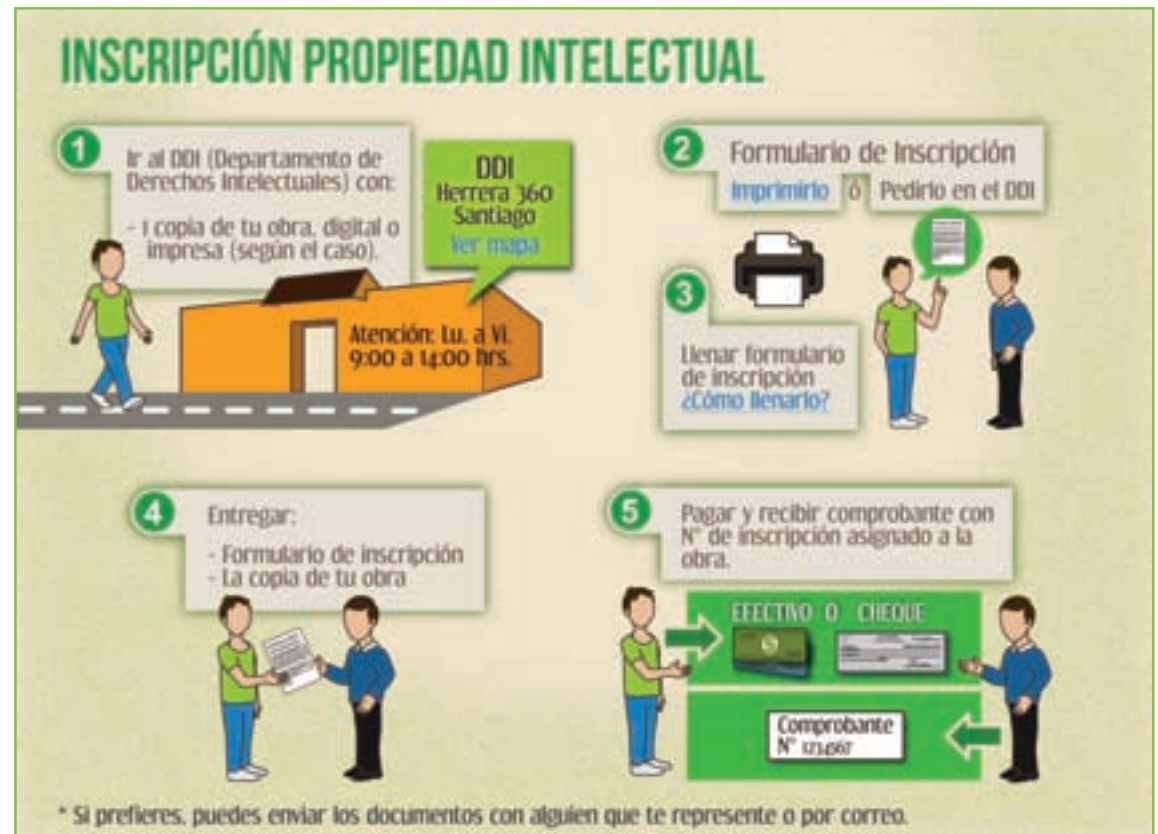 INSCRIPCIÓN PROPIEDAD INTELECTUAL
1
Ir al DDI (Departamento de
Derechos Intelectuales) con:
- 1 copia de tu obra, digital o
impresa (según el caso).
DDI
Herrera 360
Santiago
Ver mapa
Atención: Lu. a Vi.
9:00 a 14:00 hrs.
2
Formulario de Inscripción
Imprimirlo ó Pedirlo en el DDI
3
Llenar formulario
de inscripción
¿Cómo llenarlo?
4
Entregar:
- Formulario de inscripción
- La copia de tu obra
5
Pagar y recibir comprobante con
N° de inscripción asignado a la
obra.
EFECTIVO O CHEQUE
Comprobante
N° 1234567
* Si prefieres, puedes enviar los documentos con alguien que te represente o por correo.